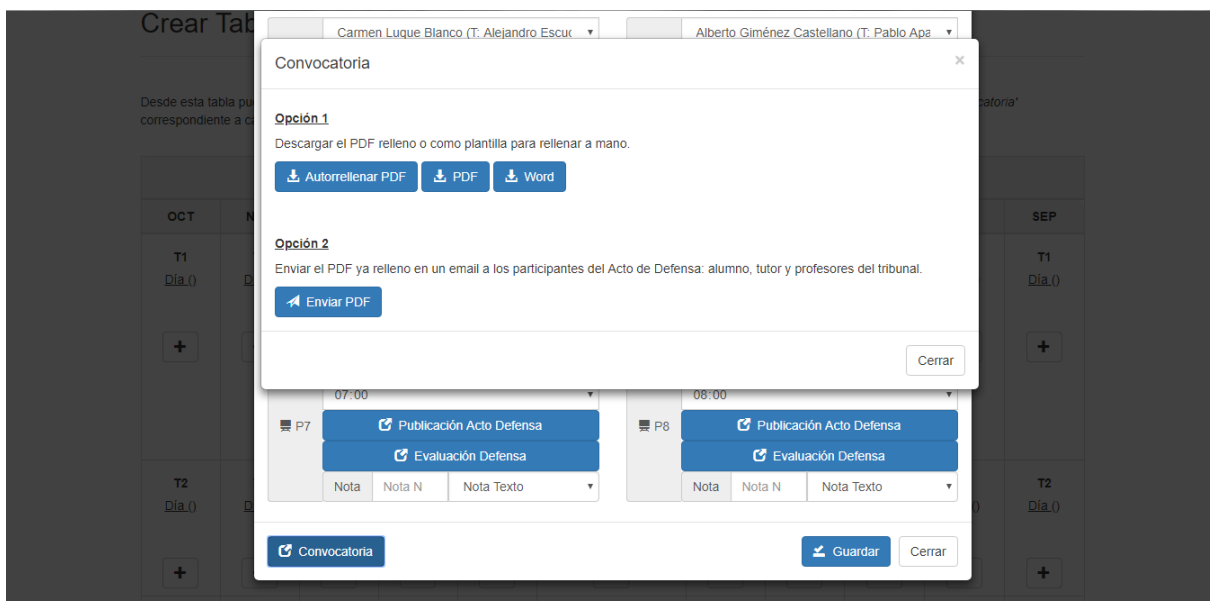 Crear Tab
Carmen Luque Blanco (T: Alejandro Escuc
Alberto Giménez Castellano (T: Pablo Apa
Convocatoria
×
Desde esta tabla pu
catoria"
correspondiente a ca
Opción 1
Descargar el PDF relleno o como plantilla para rellenar a mano.
Autorrellenar PDF PDF Word
OCT N SEP
Opción 2
T1 T1
Enviar el PDF ya relleno en un email a los participantes del Acto de Defensa: alumno, tutor y profesores del tribunal.
Día () D Día ()
Enviar PDF
+ +
Cerrar
07:00 08:00
P7 Publicación Acto Defensa P8 Publicación Acto Defensa
Evaluación Defensa Evaluación Defensa
T2 Nota Nota N Nota Texto Nota Nota N Nota Texto T2
Día () D () Día ()
Convocatoria Guardar Cerrar
+ +